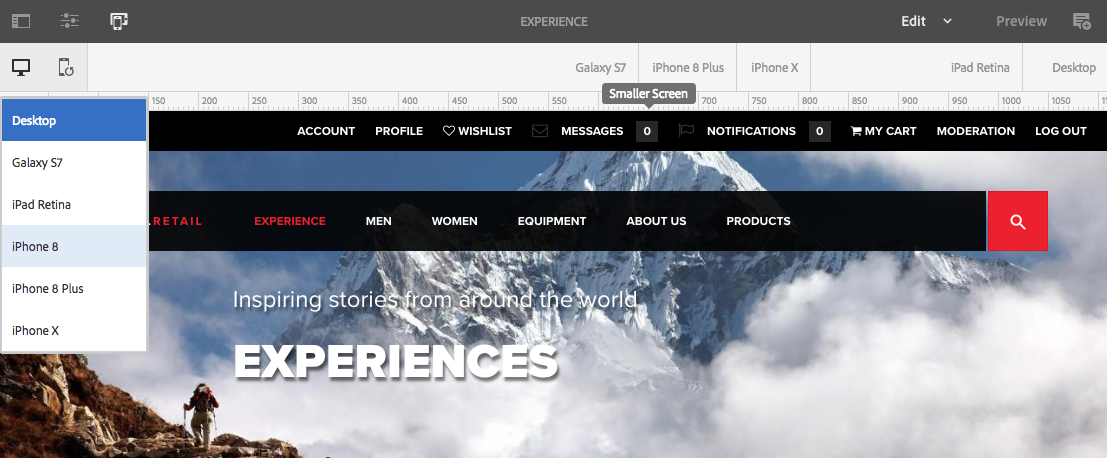 EXPERIENCE Edit Preview
Galaxy S7 iPhone 8 Plus iPhone X iPad Retina Desktop
Smaller Screen
150 200 250 300 350 400 450 500 550 700 750 800 850 900 950 1000 1050
Desktop
Galaxy S7
iPad Retina
iPhone 8
iPhone 8 Plus
iPhone X
ACCOUNT PROFILE WISHLIST MESSAGES 0 NOTIFICATIONS 0 MY CART MODERATION LOG OUT
.RETAIL EXPERIENCE MEN WOMEN EQUIPMENT ABOUT US PRODUCTS
Inspiring stories from around the world.
EXPERIENCES